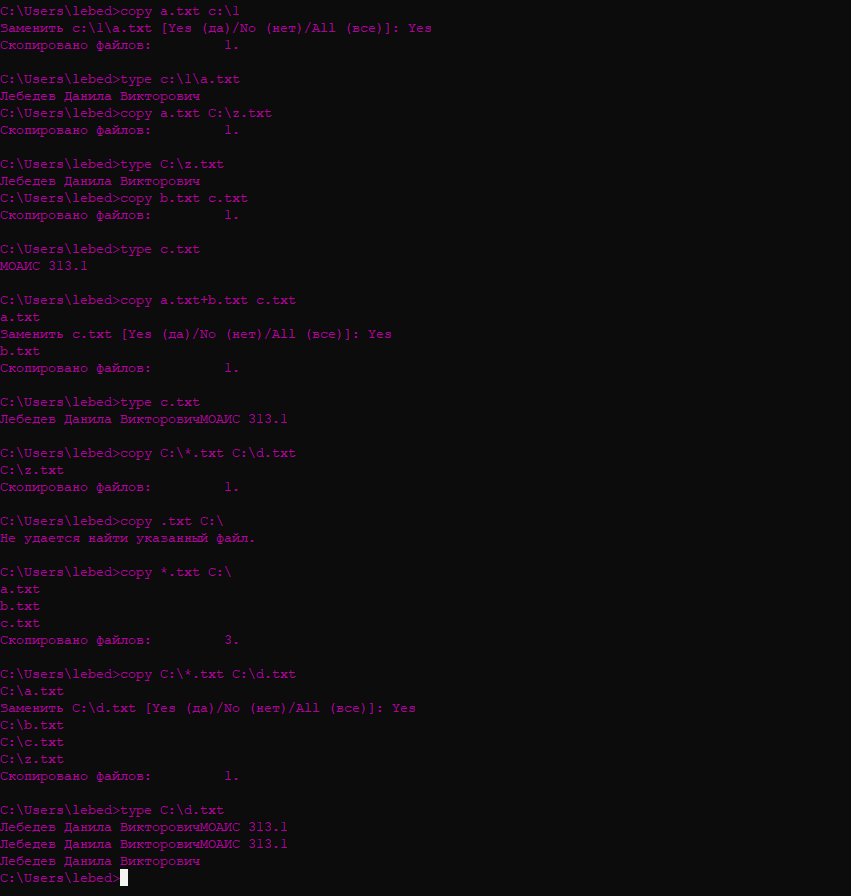 C:\Users\lebed>copy a.txt c:\1
Заменить c:\1\a.txt [Yes (да)/No (нет)/All (все)]: Yes
Скопировано файлов:         1.
C:\Users\lebed>type c:\1\a.txt
Лебедев Данила Викторович
C:\Users\lebed>copy a.txt C:\z.txt
Скопировано файлов:         1.
C:\Users\lebed>type C:\z.txt
Лебедев Данила Викторович
C:\Users\lebed>copy b.txt c.txt
Скопировано файлов:         1.
C:\Users\lebed>type c.txt
МОАИС 313.1
C:\Users\lebed>copy a.txt+b.txt c.txt
a.txt
Заменить c.txt [Yes (да)/No (нет)/All (все)]: Yes
b.txt
Скопировано файлов:         1.
C:\Users\lebed>type c.txt
Лебедев Данила ВикторовичМОАИС 313.1
C:\Users\lebed>copy C:\*.txt C:\d.txt
C:\z.txt
Скопировано файлов:         1.
C:\Users\lebed>copy .txt C:\
Не удается найти указанный файл.
C:\Users\lebed>copy *.txt C:\
a.txt
b.txt
c.txt
Скопировано файлов:         3.
C:\Users\lebed>copy C:\*.txt C:\d.txt
C:\a.txt
Заменить C:\d.txt [Yes (да)/No (нет)/All (все)]: Yes
C:\b.txt
C:\c.txt
C:\z.txt
Скопировано файлов:         1.
C:\Users\lebed>type C:\d.txt
Лебедев Данила ВикторовичМОАИС 313.1
Лебедев Данила ВикторовичМОАИС 313.1
Лебедев Данила Викторович
C:\Users\lebed>